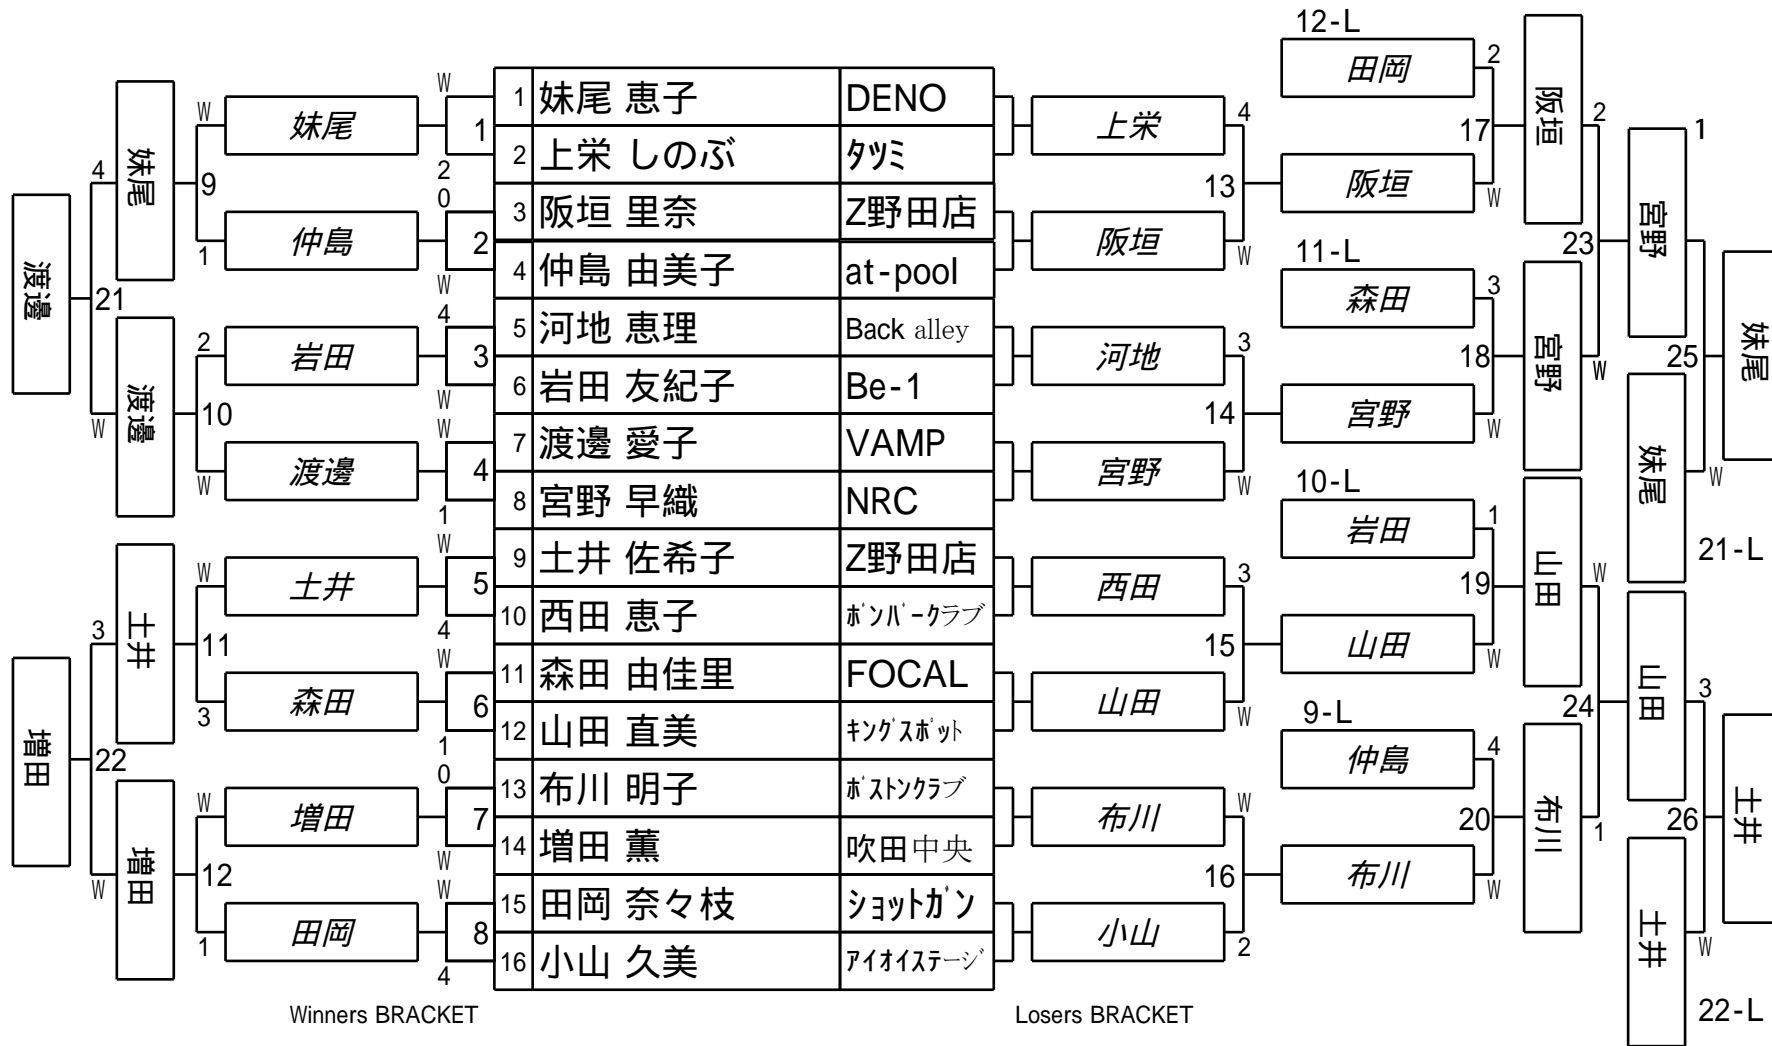 渡邊
増田
21
22
4
W
3
W
妹尾
渡邊
土井
増田
9
10
11
12
W
1
2
W
W
3
W
1
妹尾
仲島
岩田
渡邊
土井
森田
増田
田岡
W
1
2
0
2
W
4
3
W
W
4
1
W
5
4
W
6
1
0
7
W
W
8
4
1 妹尾 恵子 DENO
2 上栄 しのぶ タツミ
3 阪垣 里奈 Z野田店
4 仲島 由美子 at-pool
5 河地 恵理 Back alley
6 岩田 友紀子 Be-1
7 渡邊 愛子 VAMP
8 宮野 早織 NRC
9 土井 佐希子 Z野田店
10 西田 恵子 ボンバークラブ
11 森田 由佳里 FOCAL
12 山田 直美 キングスポット
13 布川 明子 ボストンクラブ
14 増田 薫 吹田中央
15 田岡 奈々枝 ショットガン
16 小山 久美 アイオイステージ
上栄
阪垣
河地
宮野
西田
山田
布川
小山
4
13
W
3
14
W
3
15
W
W
16
2
12-L
田岡
阪垣
11-L
森田
宮野
10-L
岩田
山田
9-L
仲島
布川
2
17
W
3
18
W
1
19
W
4
20
W
阪垣
宮野
山田
布川
2
23
W
W
24
1
1
宮野
妹尾
21-L
山田
土井
22-L
25
W
3
26
W
妹尾
土井
Winners BRACKET
Losers BRACKET